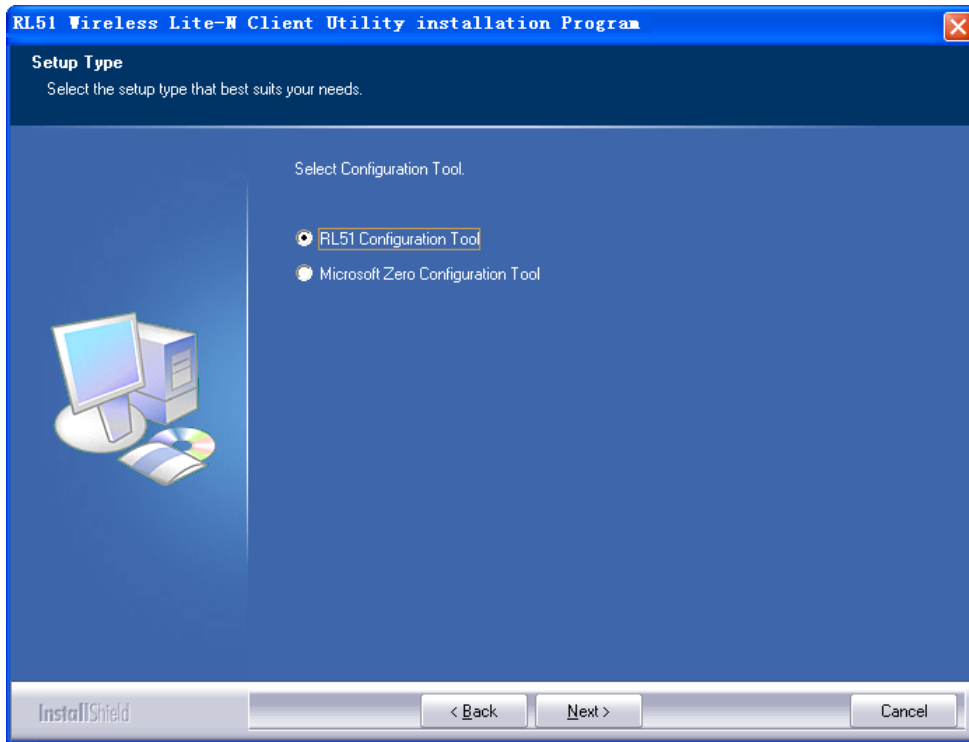 RL51 Wireless Lite-N Client Utility installation Program
Setup Type
Select the setup type that best suits your needs.
Select Configuration Tool.
RL51 Configuration Tool
Microsoft Zero Configuration Tool
InstallShield
< Back
Next >
Cancel